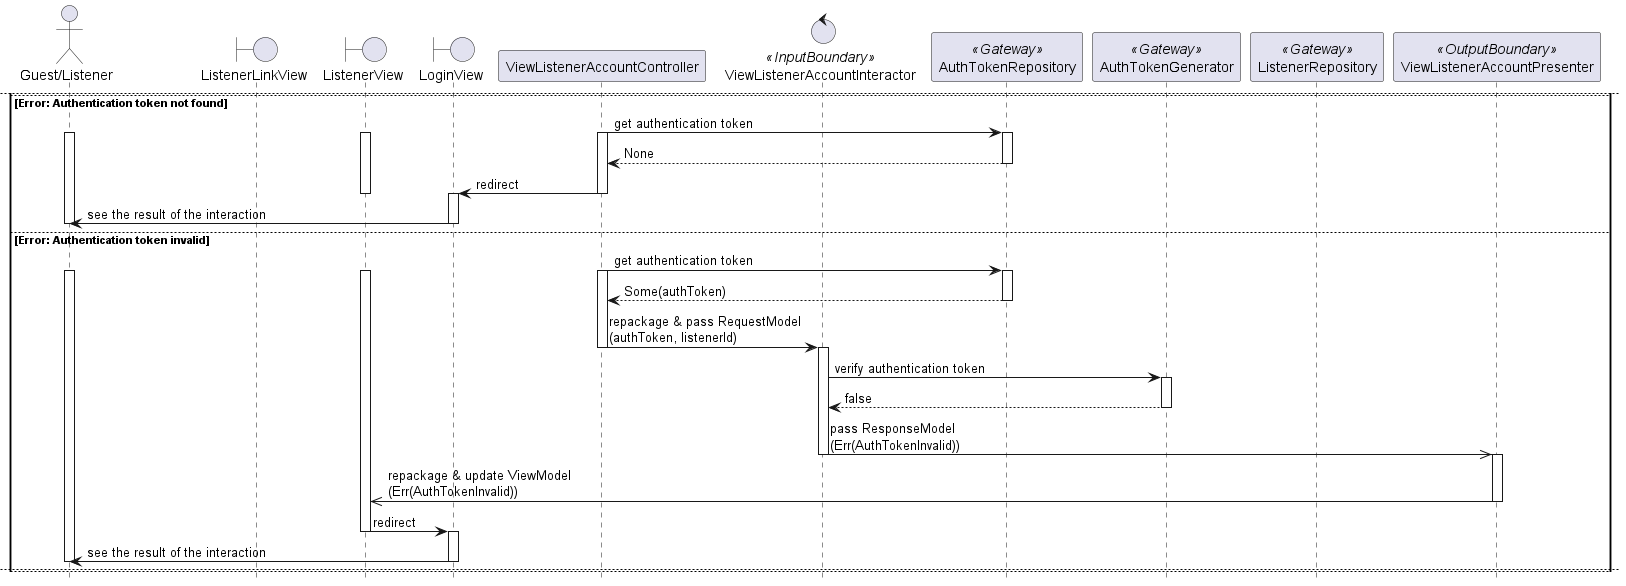 Guest/Listener
ListenerLinkView
ListenerView
LoginView
ViewListenerAccountController
«InputBoundary»
ViewListenerAccountInteractor
«Gateway»
AuthTokenRepository
«Gateway»
AuthTokenGenerator
«Gateway»
ListenerRepository
«OutputBoundary»
ViewListenerAccountPresenter
[Error: Authentication token not found]
get authentication token
None
redirect
see the result of the interaction
[Error: Authentication token invalid]
get authentication token
Some(authToken)
repackage & pass RequestModel
(authToken, listenerId)
verify authentication token
false
pass ResponseModel
(Err(AuthTokenInvalid))
repackage & update ViewModel
(Err(AuthTokenInvalid))
redirect
see the result of the interaction